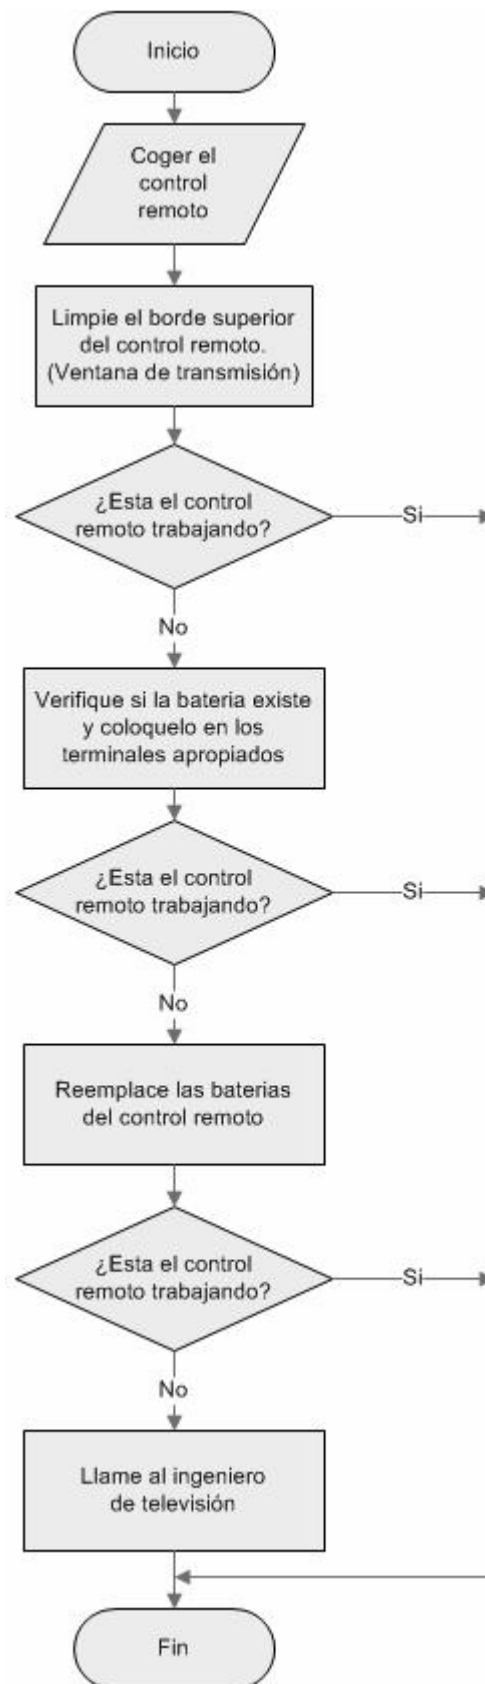 Inicio
Coger el
control
remoto
Limpie el borde superior
del control remoto.
(Ventana de transmisión)
¿Esta el control
remoto trabajando?
Si
No
Verifique si la bateria existe
y coloquelo en los
terminales apropiados
¿Esta el control
remoto trabajando?
Si
No
Reemplace las baterias
del control remoto
¿Esta el control
remoto trabajando?
Si
No
Llame al ingeniero
de televisión
Fin